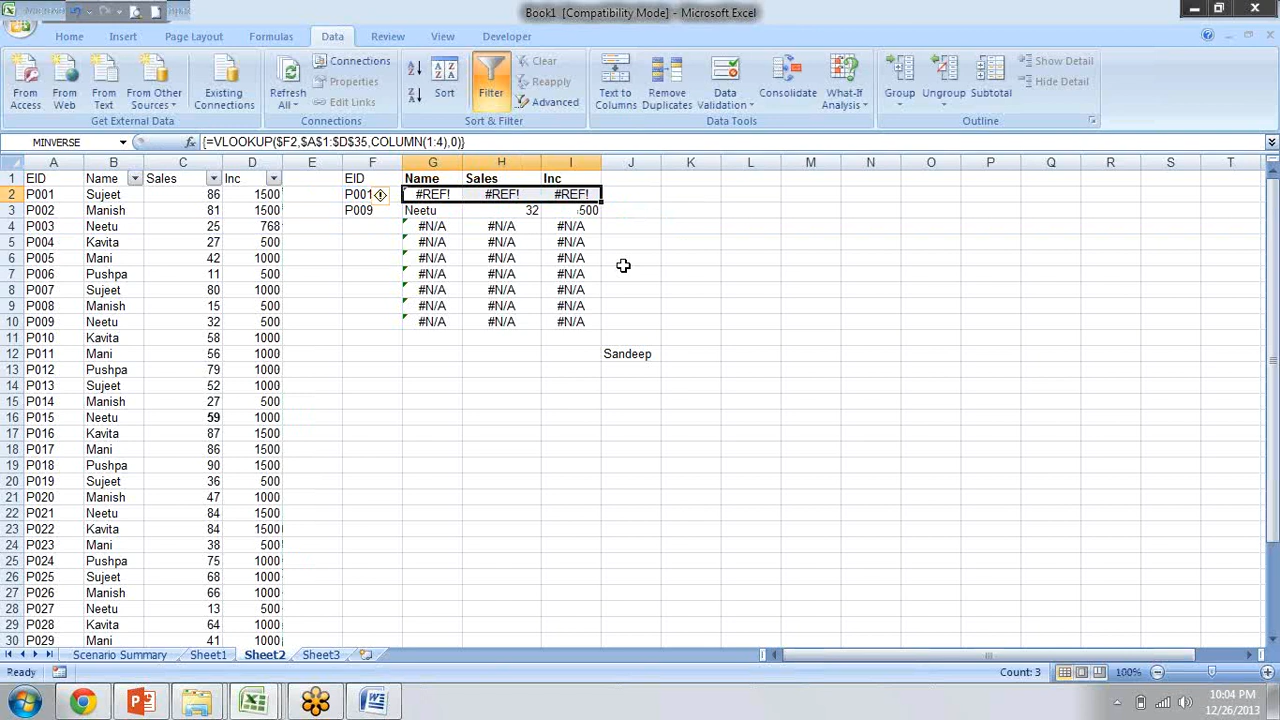 Book1 [Compatibility Mode] - Microsoft Excel
Home Insert Page Layout Formulas Data Review View Developer
From Access
From Web
From Text
From Other Sources
Existing Connections
Refresh All
Connections
Properties
Edit Links
Sort
Filter
Clear
Reapply
Advanced
Text to Columns
Remove Duplicates
Data Validation
Consolidate
What-If Analysis
Group
Ungroup
Subtotal
Show Detail
Hide Detail
Get External Data Connections Sort & Filter Data Tools Outline
MINVERSE fx {=VLOOKUP($F2,$A$1:$D$35,COLUMN(1:4),0)}
A B C D E F G H I J K L M N O P Q R S T
1 EID Name Sales Inc EID Name Sales Inc
2 P001 Sujeet 86 1500 P001 #REF! #REF! #REF!
3 P002 Manish 81 1500 P009 Neetu 32 500
4 P003 Neetu 25 768 #N/A #N/A #N/A
5 P004 Kavita 27 500 #N/A #N/A #N/A
6 P005 Mani 42 1000 #N/A #N/A #N/A
7 P006 Pushpa 11 500 #N/A #N/A #N/A
8 P007 Sujeet 80 1000 #N/A #N/A #N/A
9 P008 Manish 15 500 #N/A #N/A #N/A
10 P009 Neetu 32 500 #N/A #N/A #N/A
11 P010 Kavita 58 1000
12 P011 Mani 56 1000 Sandeep
13 P012 Pushpa 79 1000
14 P013 Sujeet 52 1000
15 P014 Manish 27 500
16 P015 Neetu 59 1000
17 P016 Kavita 87 1500
18 P017 Mani 86 1500
19 P018 Pushpa 90 1500
20 P019 Sujeet 36 500
21 P020 Manish 47 1000
22 P021 Neetu 84 1500
23 P022 Kavita 84 1500
24 P023 Mani 38 500
25 P024 Pushpa 75 1000
26 P025 Sujeet 68 1000
27 P026 Manish 66 1000
28 P027 Neetu 13 500
29 P028 Kavita 64 1000
30 P029 Mani 41 1000
Scenario Summary Sheet1 Sheet2 Sheet3
Ready Count: 3 100%
10:04 PM
12/26/2013